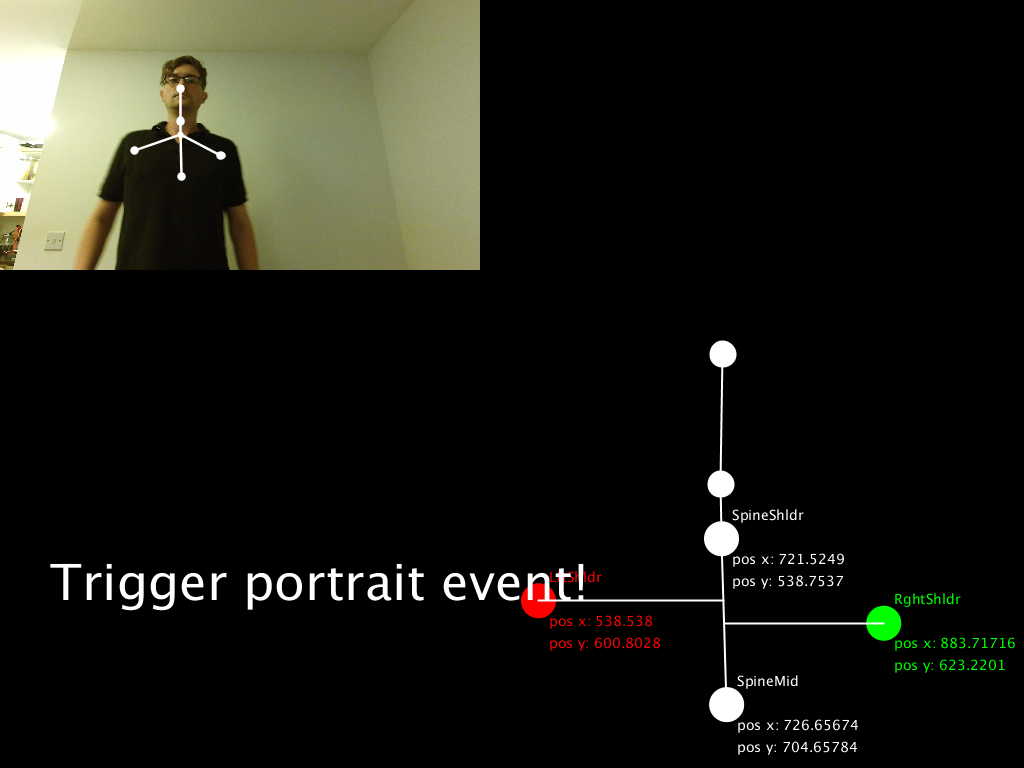 SpineShldr
pos x: 721.5249
pos y: 538.7537
Trigger portrait event!
pos x: 538.538
pos y: 600.8028
RghtShldr
pos x: 883.71716
pos y: 623.2201
SpineMid
pos x: 726.65674
pos y: 704.65784